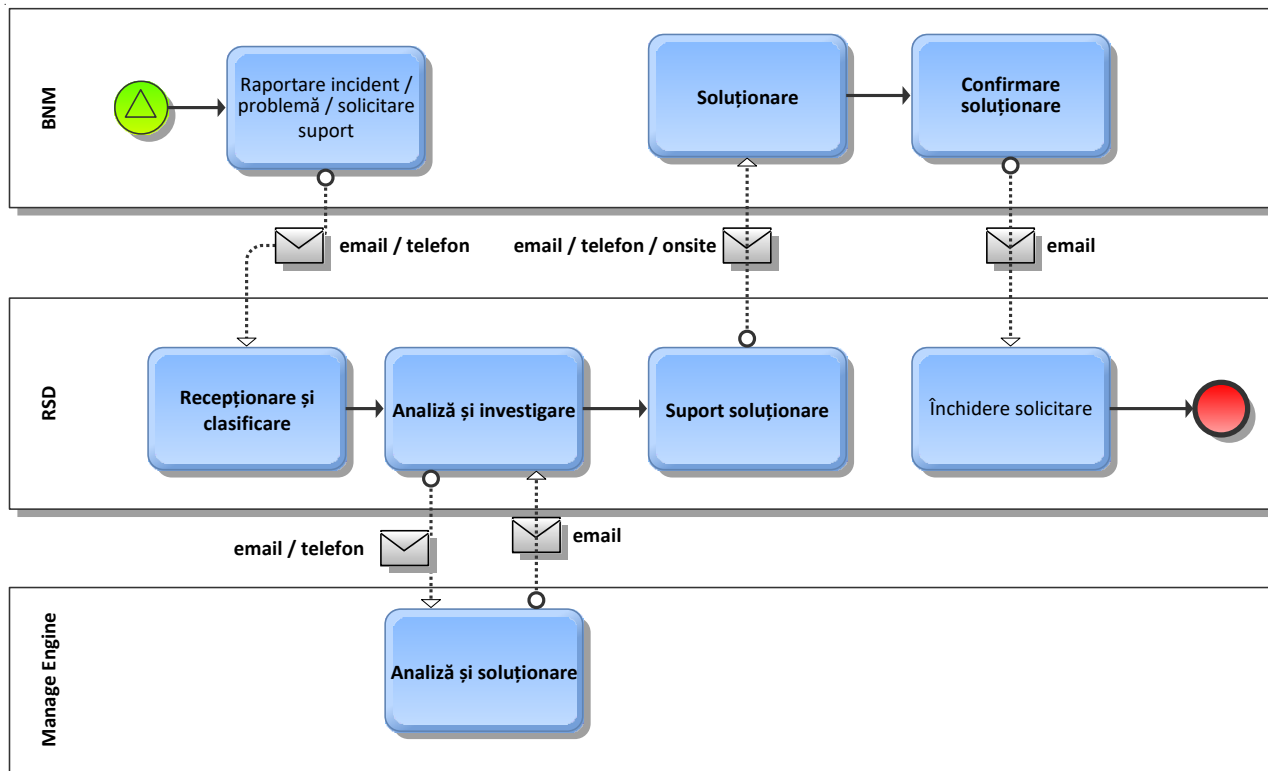 BNM
Raportare incident /
problemă / solicitare
suport
Soluționare
Confirmare
soluționare
email / telefon
email / telefon / onsite
email
RSD
Recepționare și
clasificare
Analiză și investigare
Suport soluționare
Închidere solicitare
email / telefon
email
Manage Engine
Analiză și soluționare